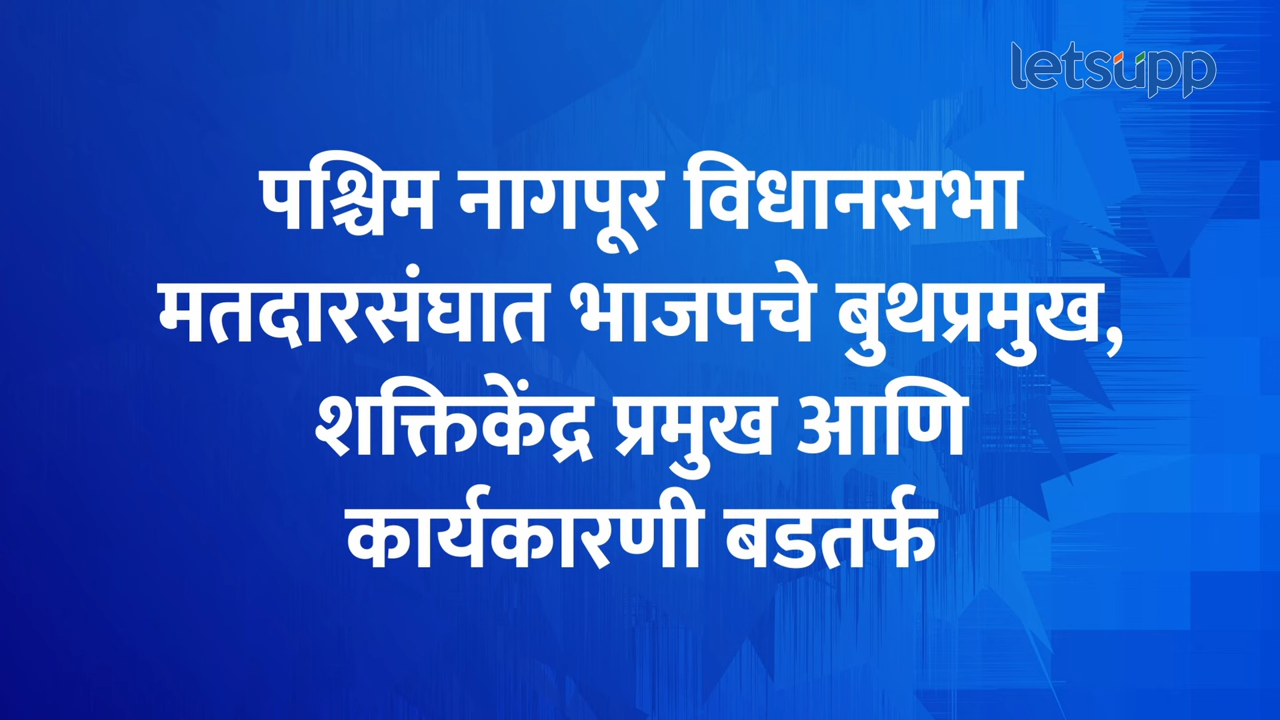 letsupp
पश्चिम नागपूर विधानसभा
मतदारसंघात भाजपचे बुथप्रमुख,
शक्तिकेंद्र प्रमुख आणि
कार्यकारणी बडतर्फ